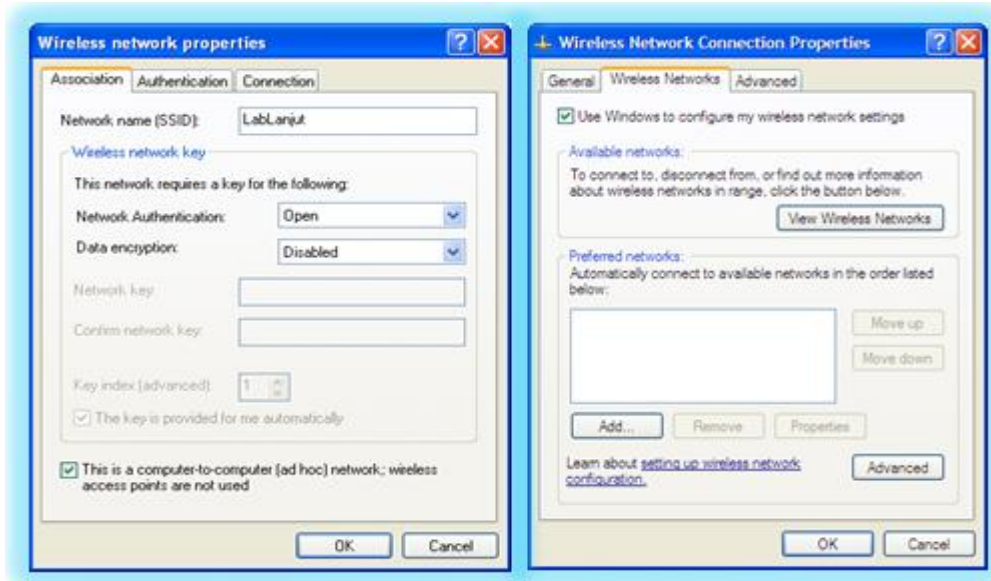 Wireless network properties
Association
Authentication
Connection
Network name (SSID):
LabLanjut
Wireless network key
This network requires a key for the following:
Network Authentication:
Open
Data encryption:
Disabled
Network key:
Confirm network key:
Key index (advanced):
1
The key is provided for me automatically
This is a computer-to-computer (ad hoc) network; wireless
access points are not used
OK
Cancel
Wireless Network Connection Properties
General
Wireless Networks
Advanced
Use Windows to configure my wireless network settings
Available networks:
To connect to, disconnect from, or find out more information
about wireless networks in range, click the button below.
View Wireless Networks
Preferred networks:
Automatically connect to available networks in the order listed
below:
Move up
Move down
Add...
Remove
Properties
Learn about setting up wireless network
configuration.
Advanced
OK
Cancel